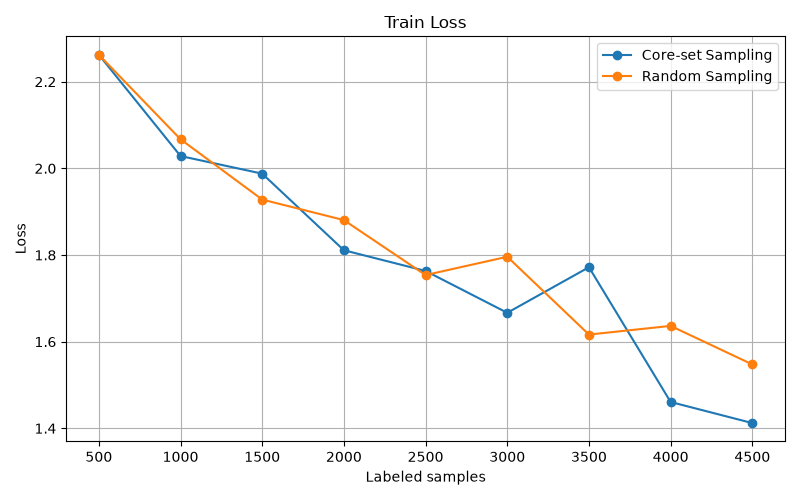 Train Loss
Core-set Sampling
Random Sampling
2.2
2.0
1.8
1.6
1.4
Loss
500 1000 1500 2000 2500 3000 3500 4000 4500
Labeled samples